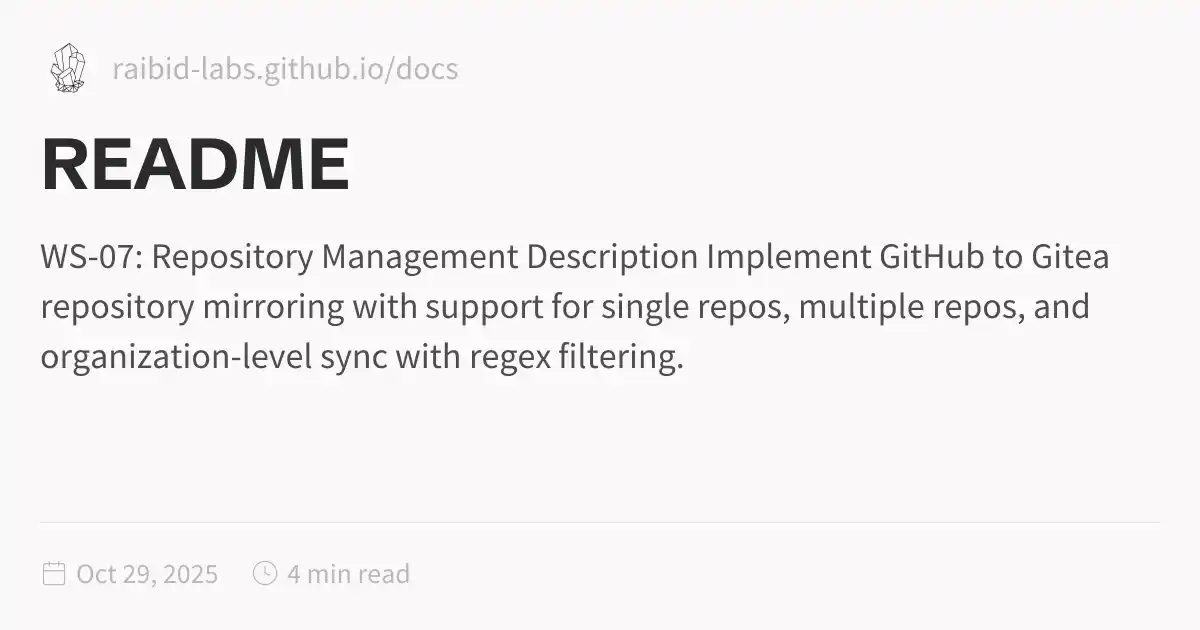 raibid-labs.github.io/docs
README
WS-07: Repository Management Description Implement GitHub to Gitea
repository mirroring with support for single repos, multiple repos, and
organization-level sync with regex filtering.
Oct 29, 2025 4 min read